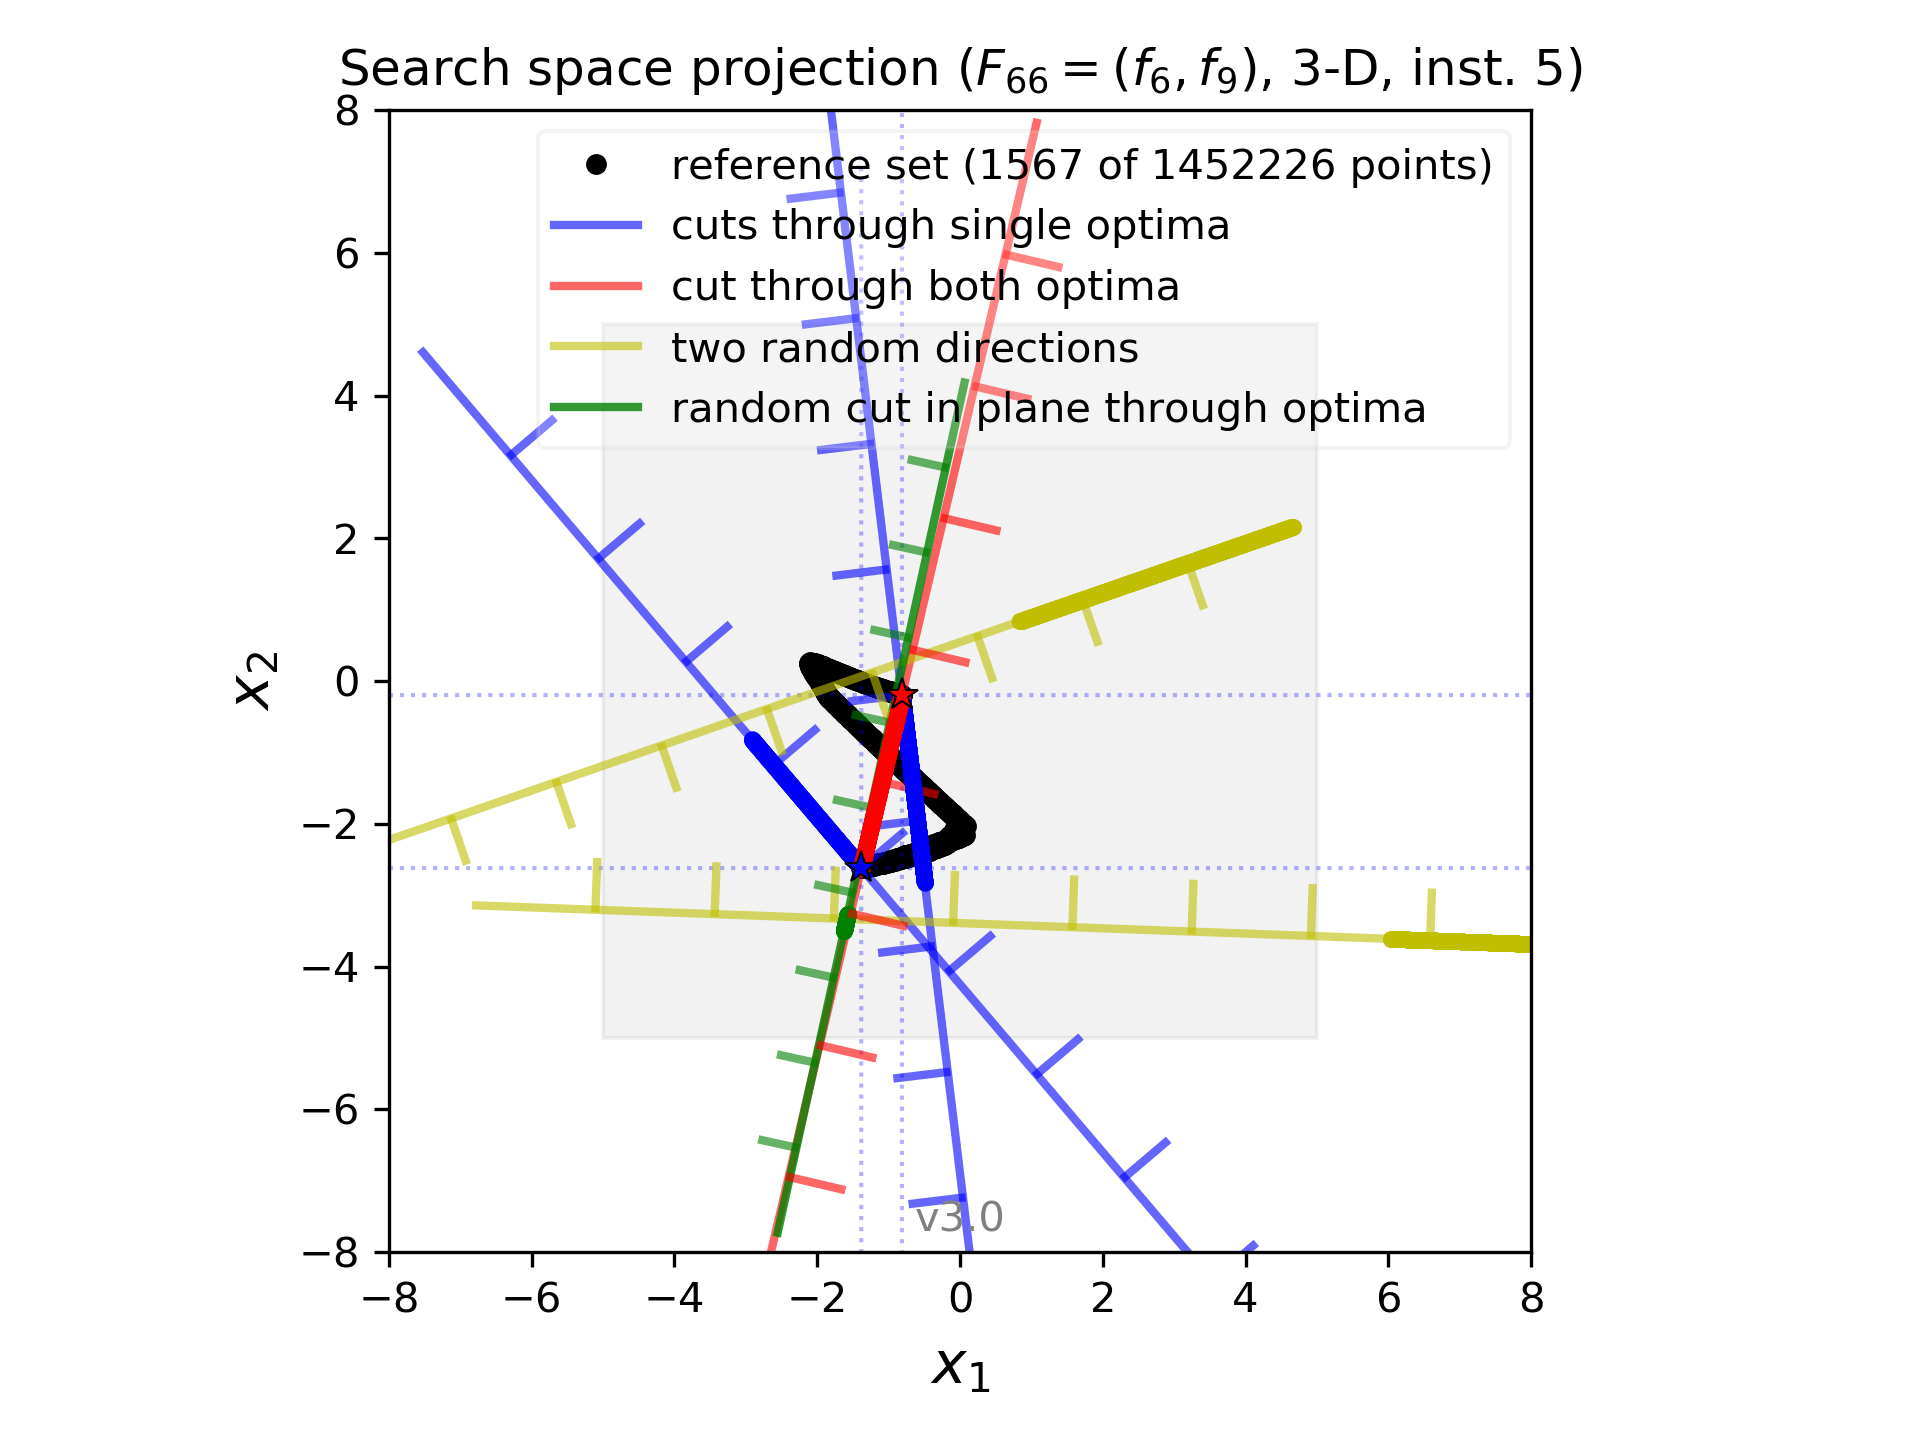 Search space projection (F₆₆ = (f₆, f₉), 3-D, inst. 5)
reference set (1567 of 1452226 points)
cuts through single optima
cut through both optima
two random directions
random cut in plane through optima
8
6
4
2
0
−2
−4
−6
−8
x₂
v3.0
−8 −6 −4 −2 0 2 4 6 8
x₁